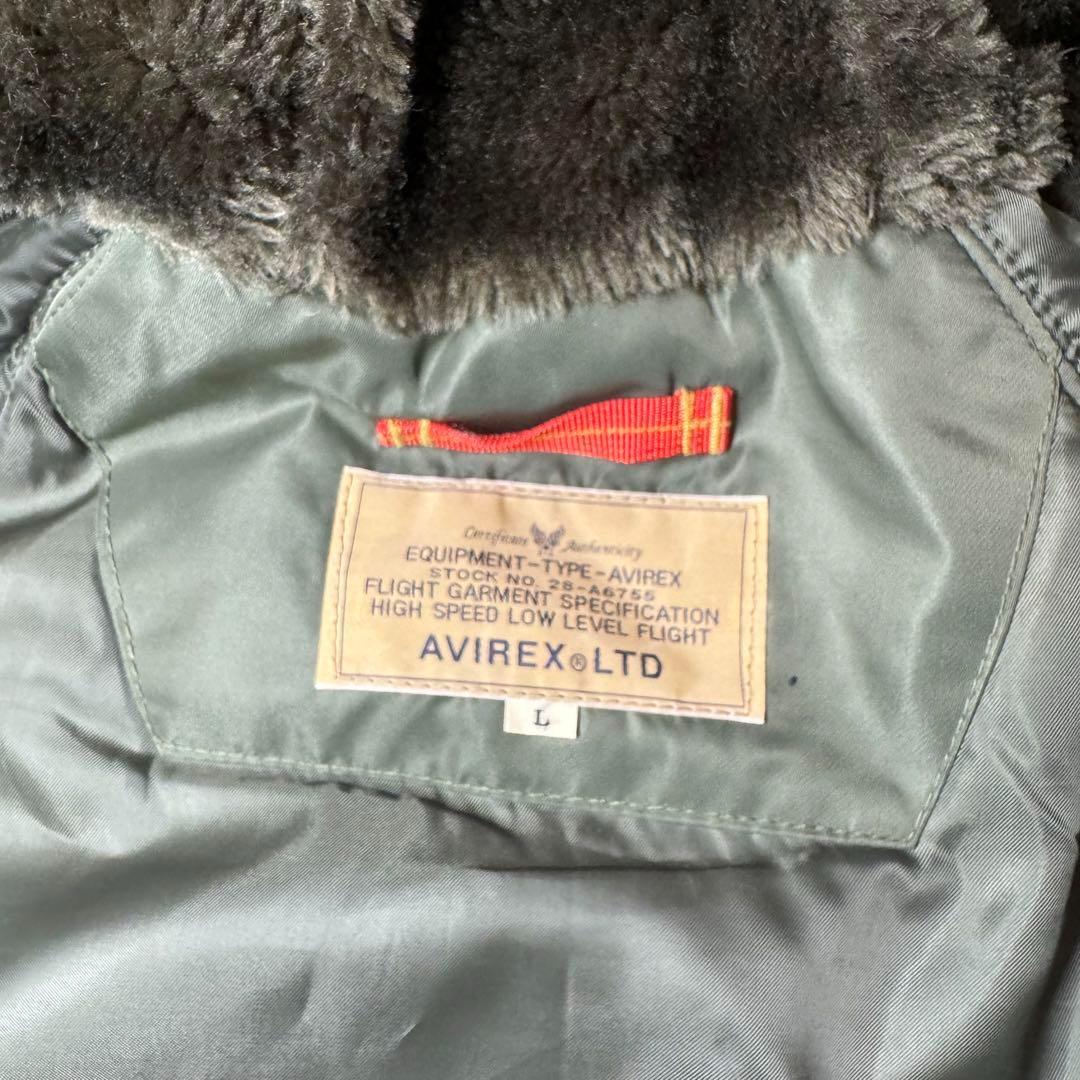 Certificate Authenticity
EQUIPMENT-TYPE-AVIREX
STOCK NO. 28-A6755
FLIGHT GARMENT SPECIFICATION
HIGH SPEED LOW LEVEL FLIGHT
AVIREX® LTD
L